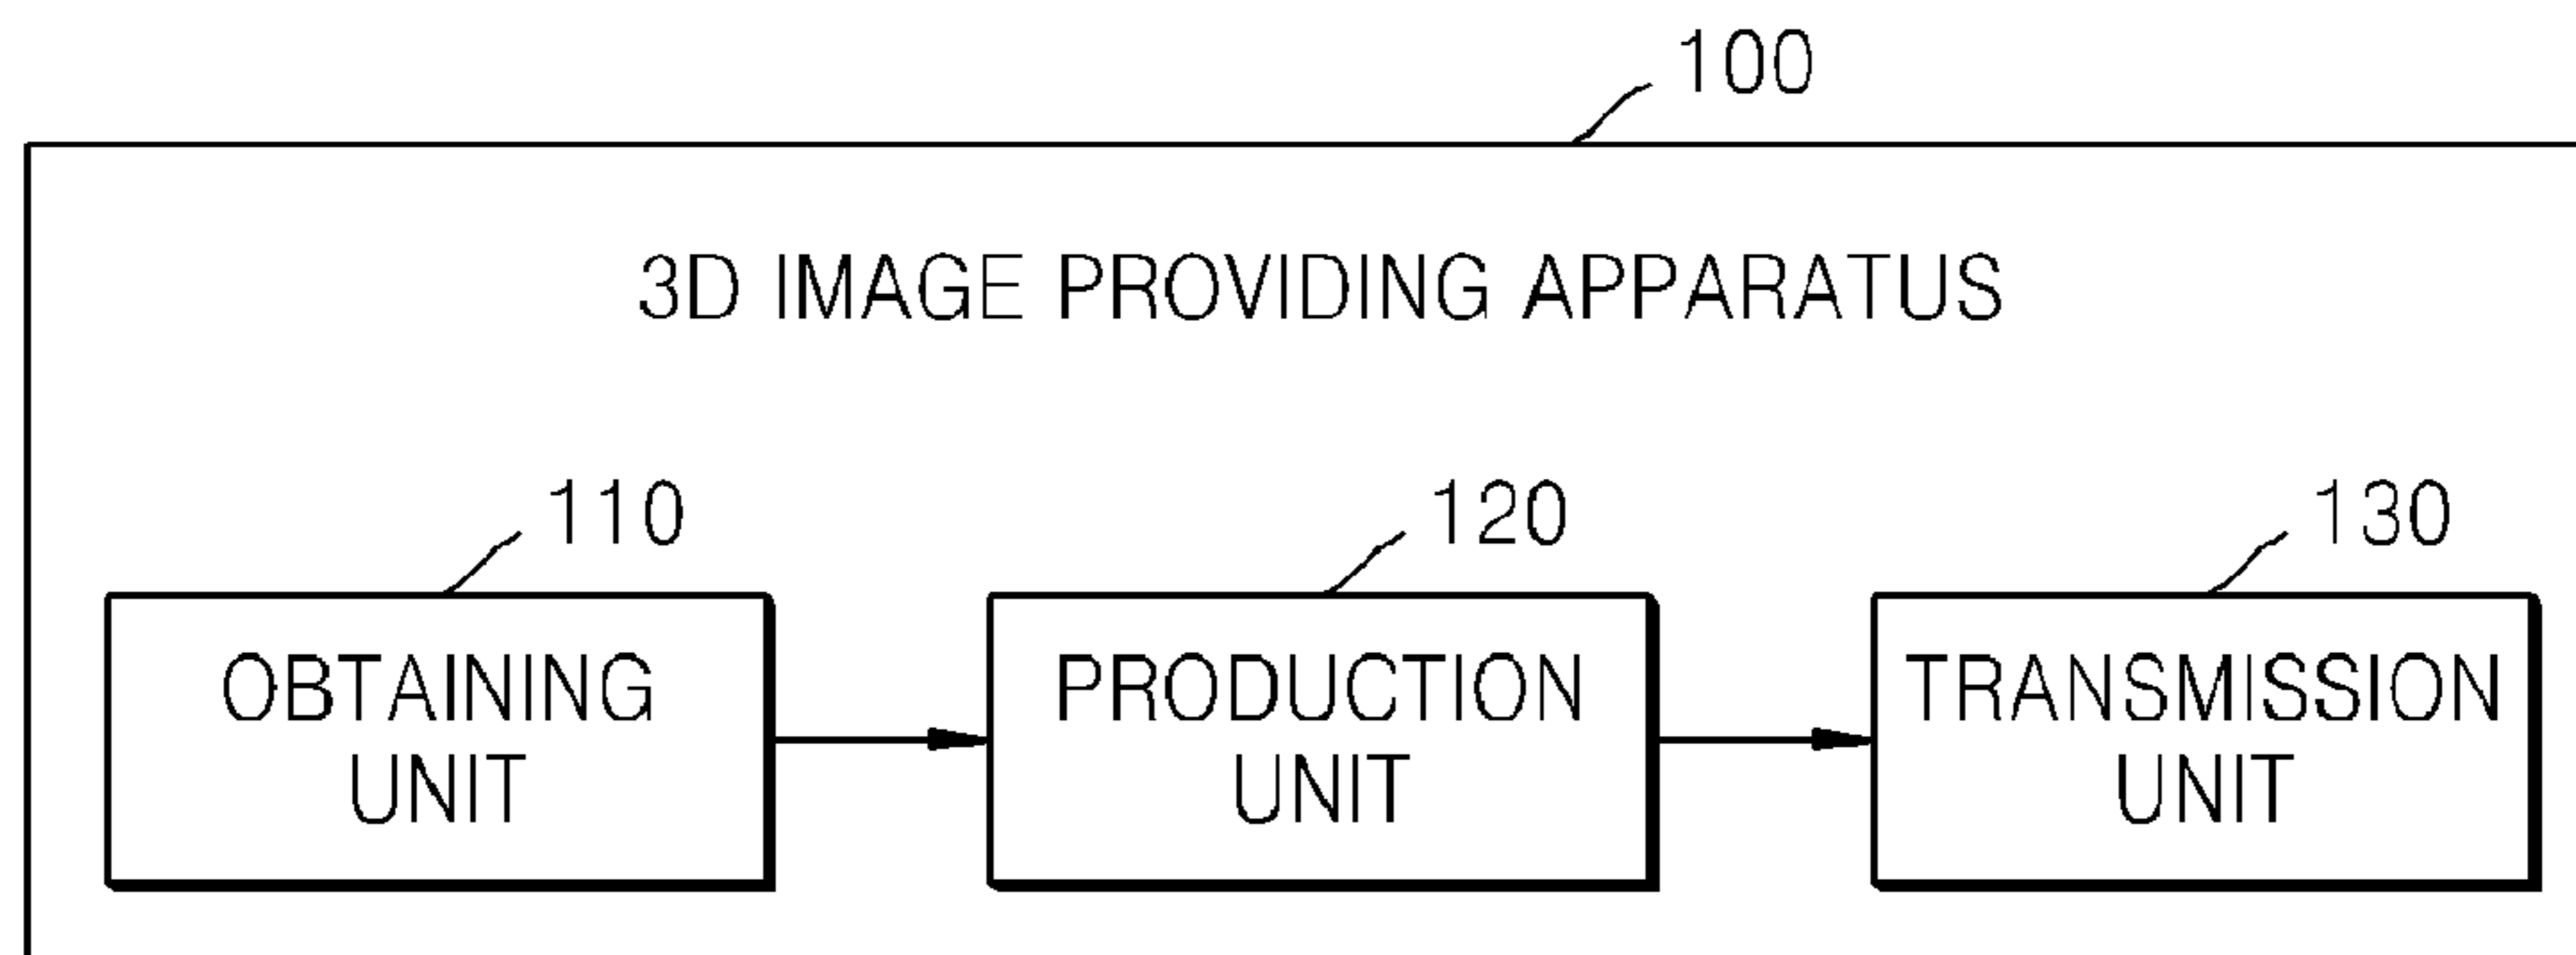 100
3D IMAGE PROVIDING APPARATUS
110
120
130
OBTAINING
UNIT
PRODUCTION
UNIT
TRANSMISSION
UNIT